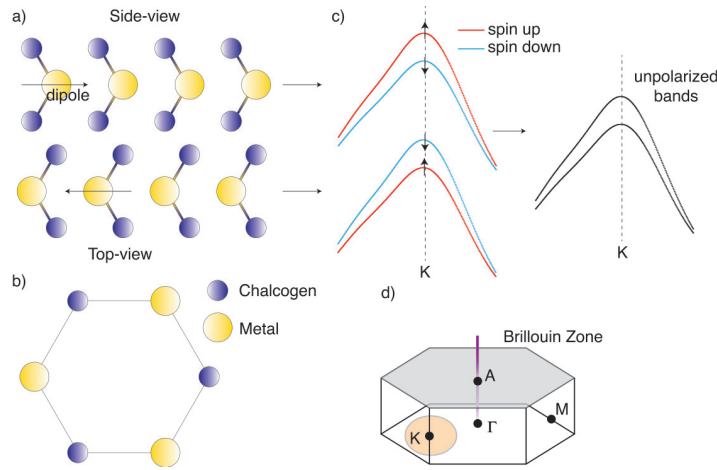 a)
Side-view
dipole
Top-view
b)
Chalcogen
Metal
c)
spin up
spin down
K
unpolarized
bands
K
d)
Brillouin Zone
A
M
K
Γ